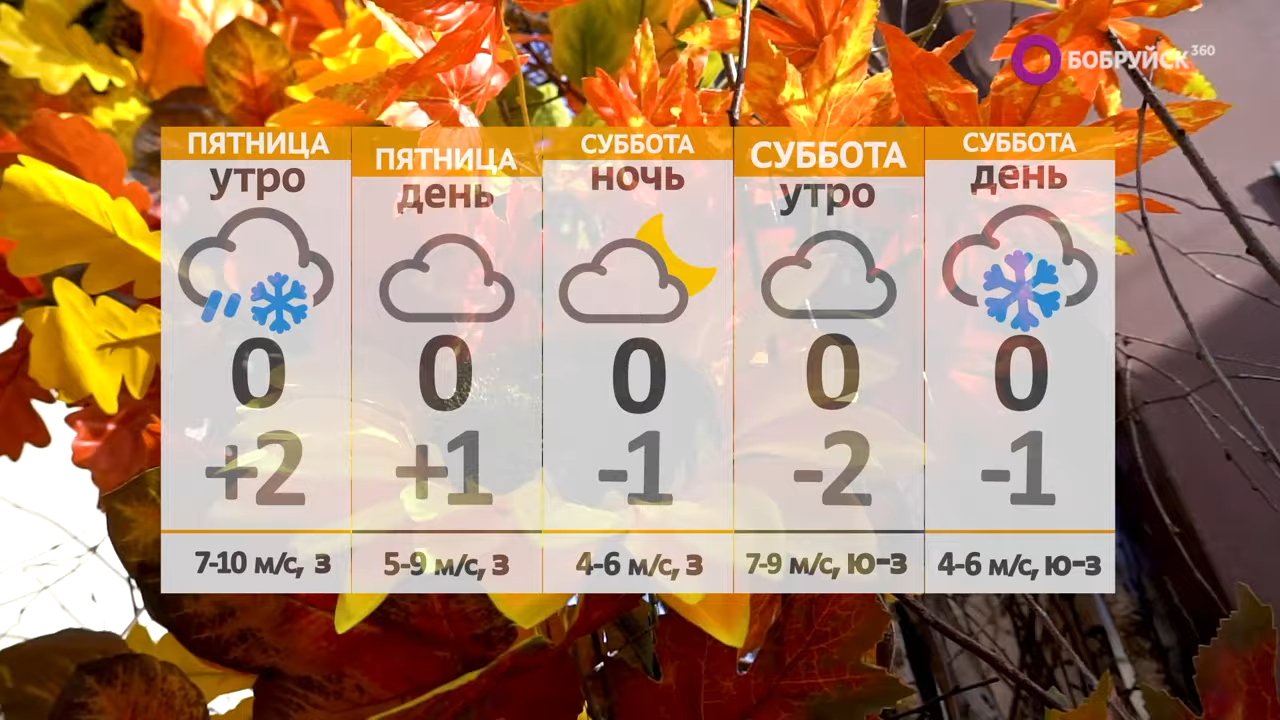 БОБРУЙСК 360
ПЯТНИЦА
утро
0
+2
7-10 м/с, З
ПЯТНИЦА
день
0
+1
5-9 м/с, З
СУББОТА
ночь
0
-1
4-6 м/с, З
СУББОТА
утро
0
-2
7-9 м/с, Ю-З
СУББОТА
день
0
-1
4-6 м/с, Ю-З